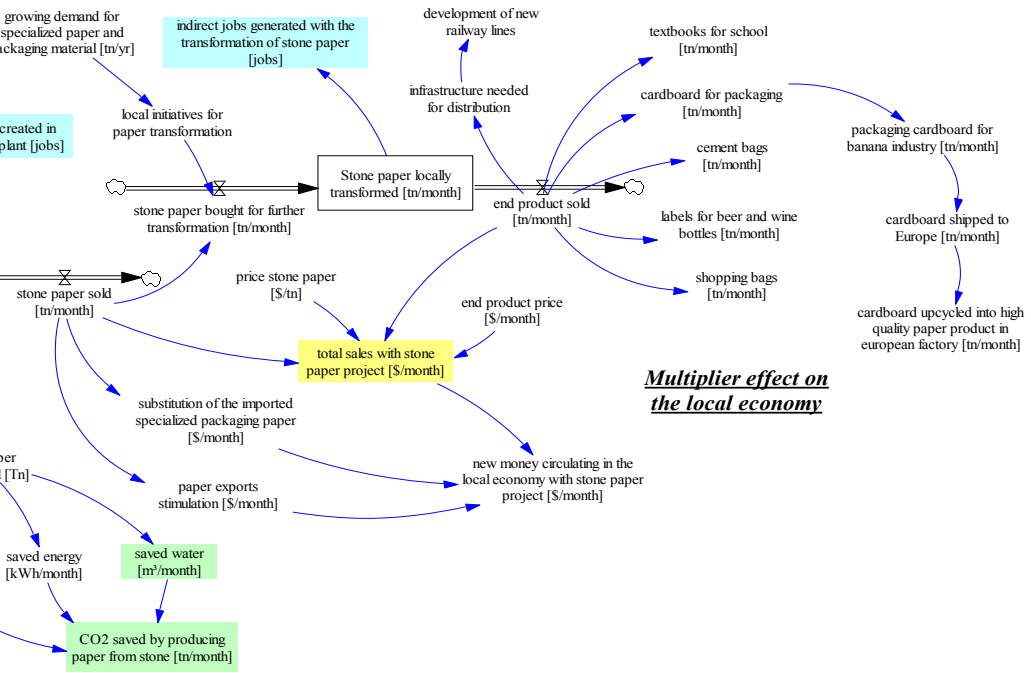 growing demand for
specialized paper and
packaging material [tn/yr]
indirect jobs generated with the
transformation of stone paper
[jobs]
development of new
railway lines
textbooks for school
[tn/month]
infrastructure needed
for distribution
cardboard for packaging
[tn/month]
local initiatives for
paper transformation
created in
plant [jobs]
packaging cardboard for
banana industry [tn/month]
cement bags
[tn/month]
Stone paper locally
transformed [tn/month]
end product sold
[tn/month]
stone paper bought for further
transformation [tn/month]
labels for beer and wine
bottles [tn/month]
cardboard shipped to
Europe [tn/month]
shopping bags
[tn/month]
price stone paper
[$/tn]
stone paper sold
[tn/month]
end product price
[$/month]
cardboard upcycled into high
quality paper product in
european factory [tn/month]
total sales with stone
paper project [$/month]
Multiplier effect on
the local economy
substitution of the imported
specialized packaging paper
[$/month]
new money circulating in the
local economy with stone paper
project [$/month]
[Tn]
paper exports
stimulation [$/month]
saved energy
[kWh/month]
saved water
[m³/month]
CO2 saved by producing
paper from stone [tn/month]